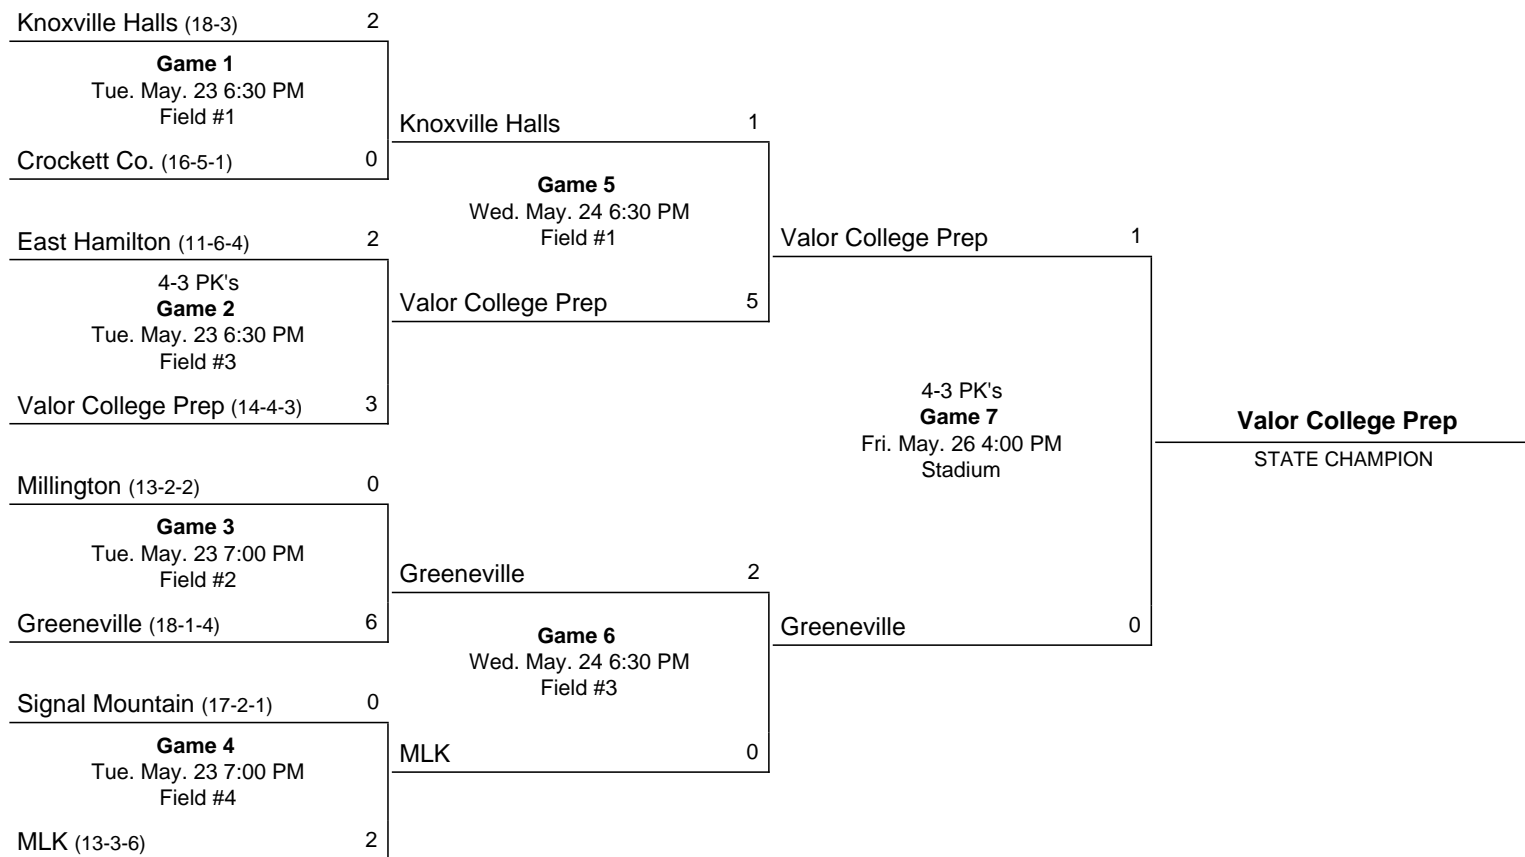 Knoxville Halls (18-3) 2
Game 1
Tue. May. 23 6:30 PM
Field #1
Crockett Co. (16-5-1) 0
East Hamilton (11-6-4) 2
4-3 PK's
Game 2
Tue. May. 23 6:30 PM
Field #3
Valor College Prep (14-4-3) 3
Millington (13-2-2) 0
Game 3
Tue. May. 23 7:00 PM
Field #2
Greeneville (18-1-4) 6
Signal Mountain (17-2-1) 0
Game 4
Tue. May. 23 7:00 PM
Field #4
MLK (13-3-6) 2
Knoxville Halls 1
Game 5
Wed. May. 24 6:30 PM
Field #1
Valor College Prep 5
Greeneville 2
Game 6
Wed. May. 24 6:30 PM
Field #3
MLK 0
Valor College Prep 1
4-3 PK's
Game 7
Fri. May. 26 4:00 PM
Stadium
Greeneville 0
Valor College Prep
STATE CHAMPION